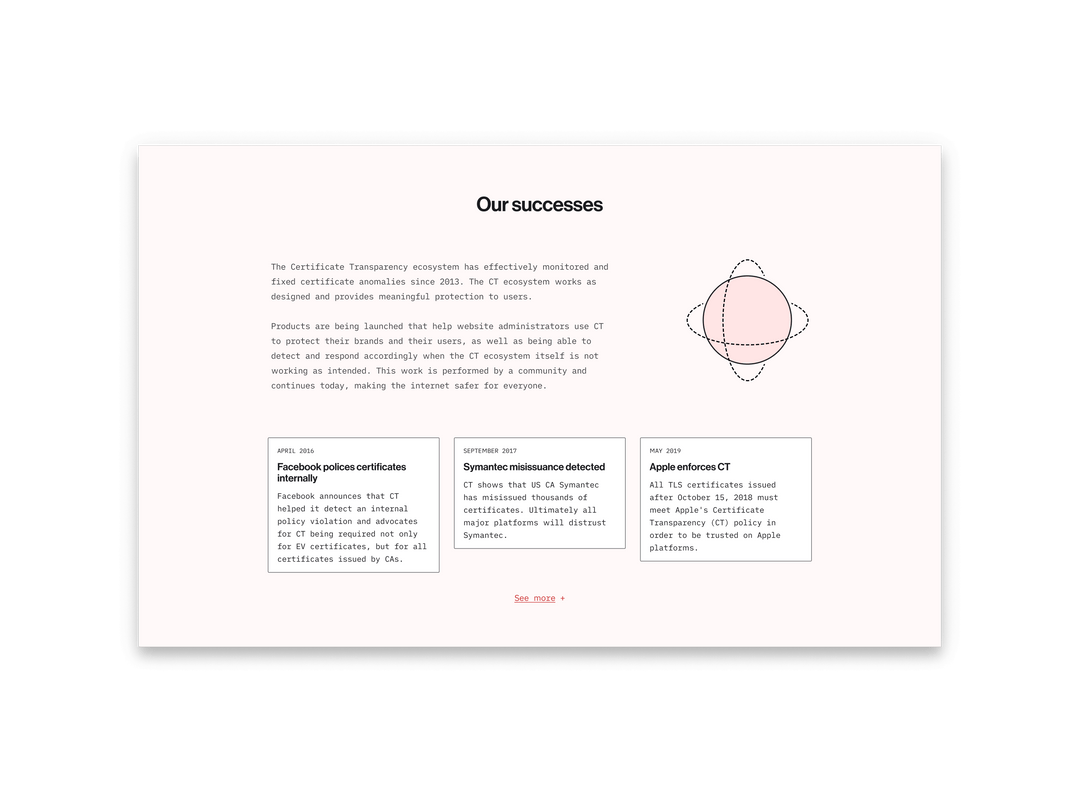 Our successes
The Certificate Transparency ecosystem has effectively monitored and
fixed certificate anomalies since 2013. The CT ecosystem works as
designed and provides meaningful protection to users.
Products are being launched that help website administrators use CT
to protect their brands and their users, as well as being able to
detect and respond accordingly when the CT ecosystem itself is not
working as intended. This work is performed by a community and
continues today, making the internet safer for everyone.
APRIL 2016
Facebook polices certificates
internally
Facebook announces that CT
helped it detect an internal
policy violation and advocates
for CT being required not only
for EV certificates, but for all
certificates issued by CAs.
SEPTEMBER 2017
Symantec misissuance detected
CT shows that US CA Symantec
has misissued thousands of
certificates. Ultimately all
major platforms will distrust
Symantec.
MAY 2019
Apple enforces CT
All TLS certificates issued
after October 15, 2018 must
meet Apple's Certificate
Transparency (CT) policy in
order to be trusted on Apple
platforms.
See more +